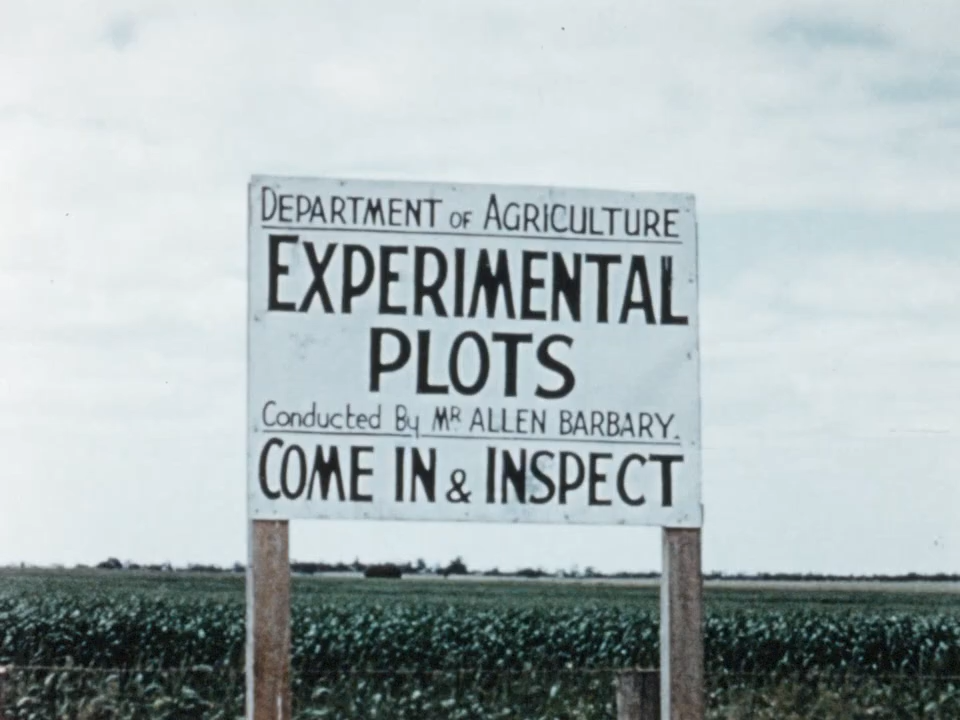 DEPARTMENT OF AGRICULTURE
EXPERIMENTAL
PLOTS
Conducted By MR ALLEN BARBARY.
COME IN & INSPECT